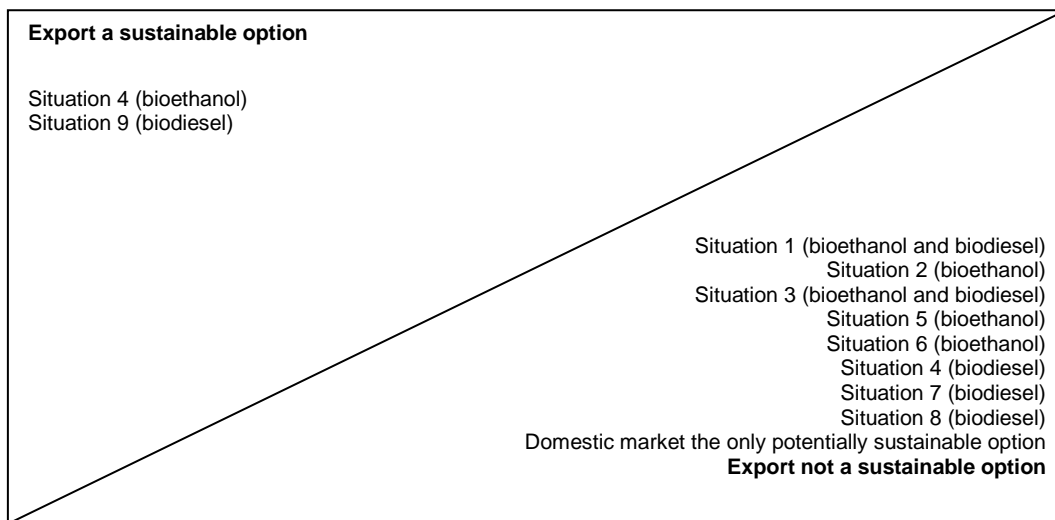 Export a sustainable option
Situation 4 (bioethanol)
Situation 9 (biodiesel)
Situation 1 (bioethanol and biodiesel)
Situation 2 (bioethanol)
Situation 3 (bioethanol and biodiesel)
Situation 5 (bioethanol)
Situation 6 (bioethanol)
Situation 4 (biodiesel)
Situation 7 (biodiesel)
Situation 8 (biodiesel)
Domestic market the only potentially sustainable option
Export not a sustainable option